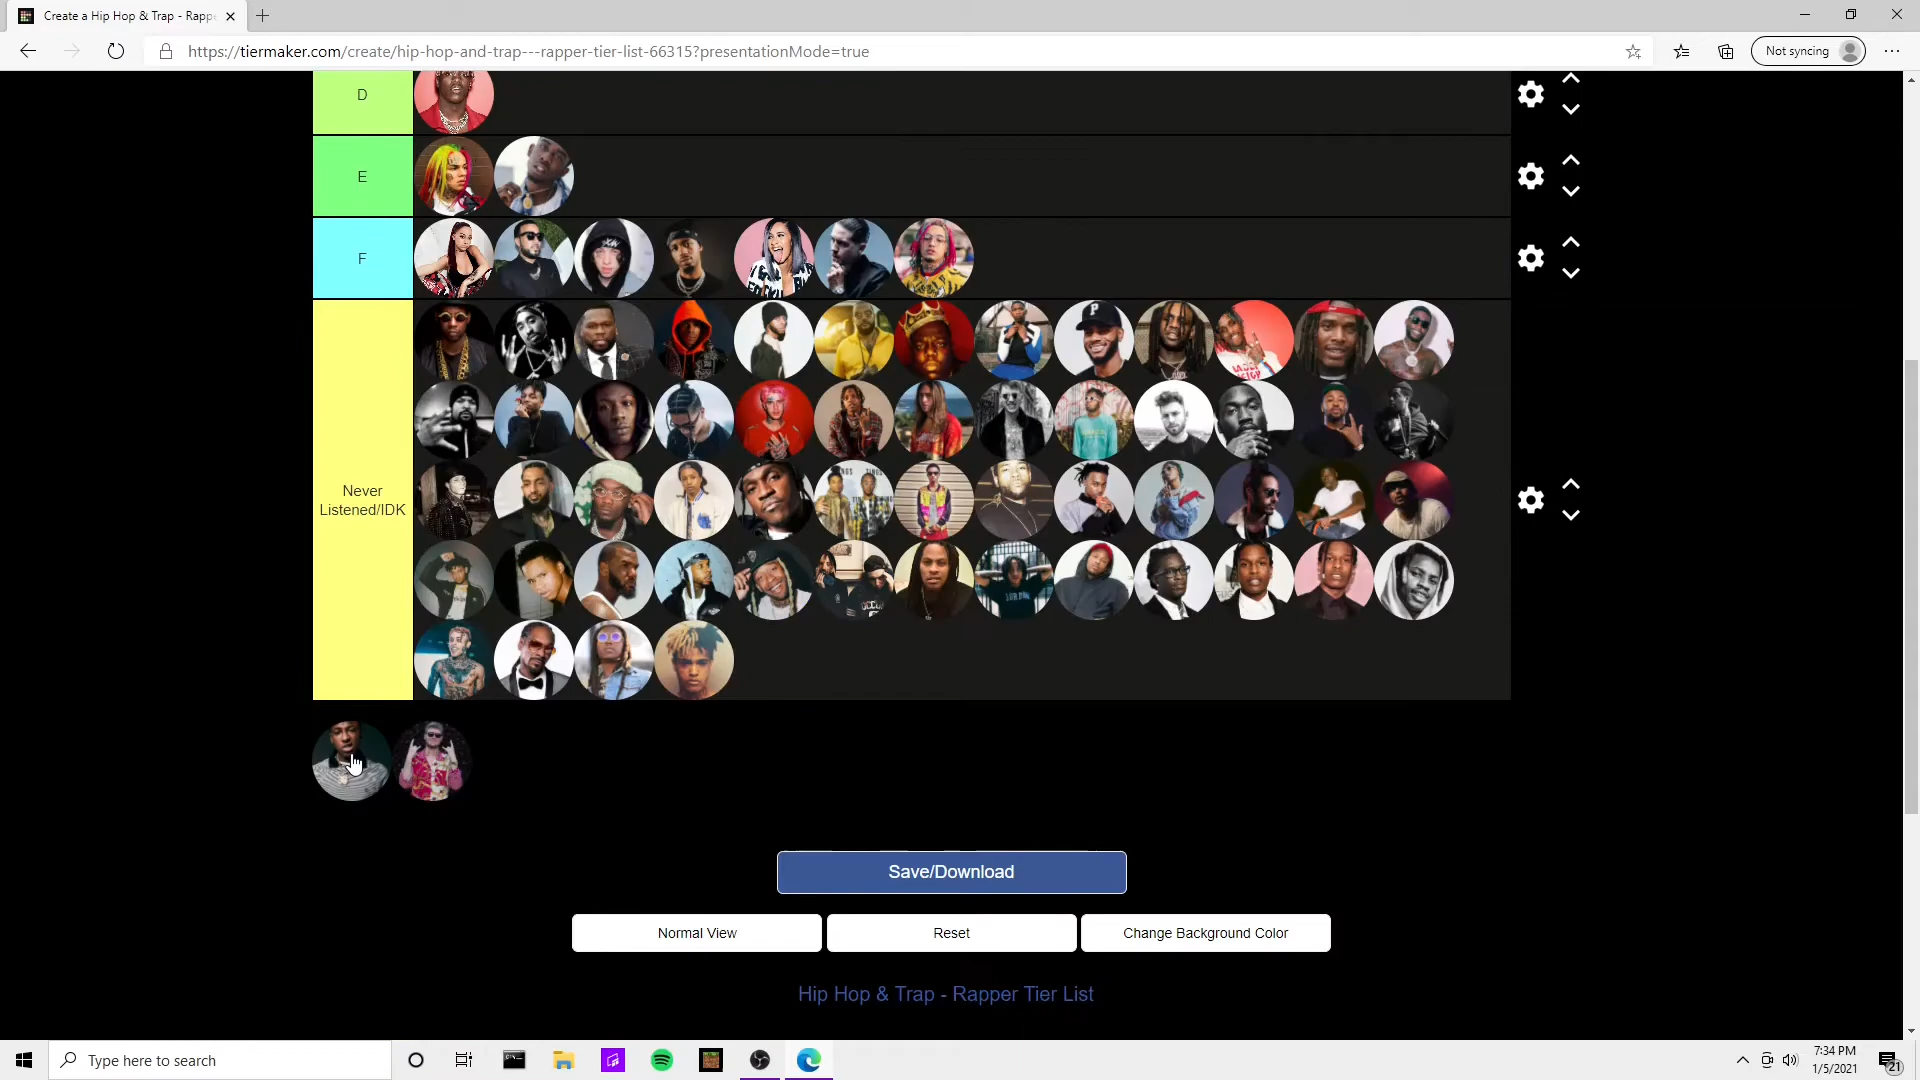 Create a Hip Hop & Trap - Rappe
https://tiermaker.com/create/hip-hop-and-trap---rapper-tier-list-66315?presentationMode=true
Not syncing
D
E
F
Never
Listened/IDK
Save/Download
Normal View
Reset
Change Background Color
Hip Hop & Trap - Rapper Tier List
Type here to search
7:34 PM
1/5/2021
21